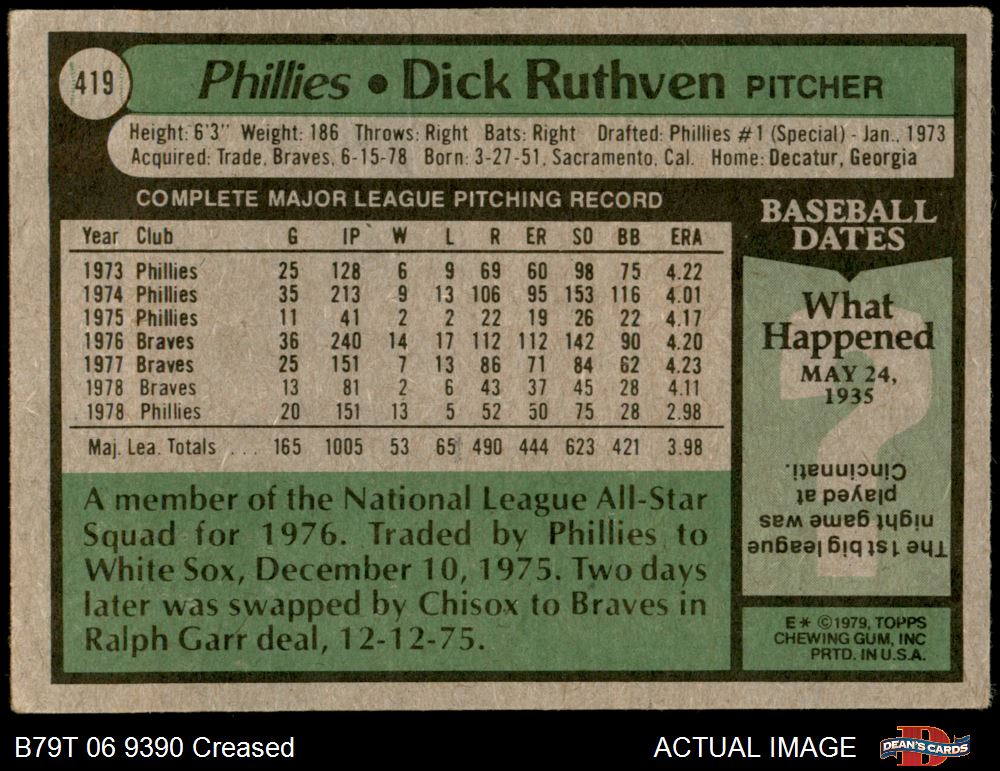 419
Phillies • Dick Ruthven PITCHER
Height: 6'3" Weight: 186 Throws: Right Bats: Right Drafted: Phillies #1 (Special) - Jan., 1973
Acquired: Trade, Braves, 6-15-78 Born: 3-27-51, Sacramento, Cal. Home: Decatur, Georgia
COMPLETE MAJOR LEAGUE PITCHING RECORD
Year Club G IP W L R ER SO BB ERA
1973 Phillies 25 128 6 9 69 60 98 75 4.22
1974 Phillies 35 213 9 13 106 95 153 116 4.01
1975 Phillies 11 41 2 2 22 19 26 22 4.17
1976 Braves 36 240 14 17 112 112 142 90 4.20
1977 Braves 25 151 7 13 86 71 84 62 4.23
1978 Braves 13 81 2 6 43 37 45 28 4.11
1978 Phillies 20 151 13 5 52 50 75 28 2.98
Maj. Lea. Totals ... 165 1005 53 65 490 444 623 421 3.98
A member of the National League All-Star
Squad for 1976. Traded by Phillies to
White Sox, December 10, 1975. Two days
later was swapped by Chisox to Braves in
Ralph Garr deal, 12-12-75.
BASEBALL
DATES
What
Happened
MAY 24,
1935
The 1st big league
night game was
played at
Cincinnati.
E* ©1979, TOPPS
CHEWING GUM, INC
PRTD. IN U.S.A.
B79T 06 9390 Creased
ACTUAL IMAGE
D
DEAN'S CARDS